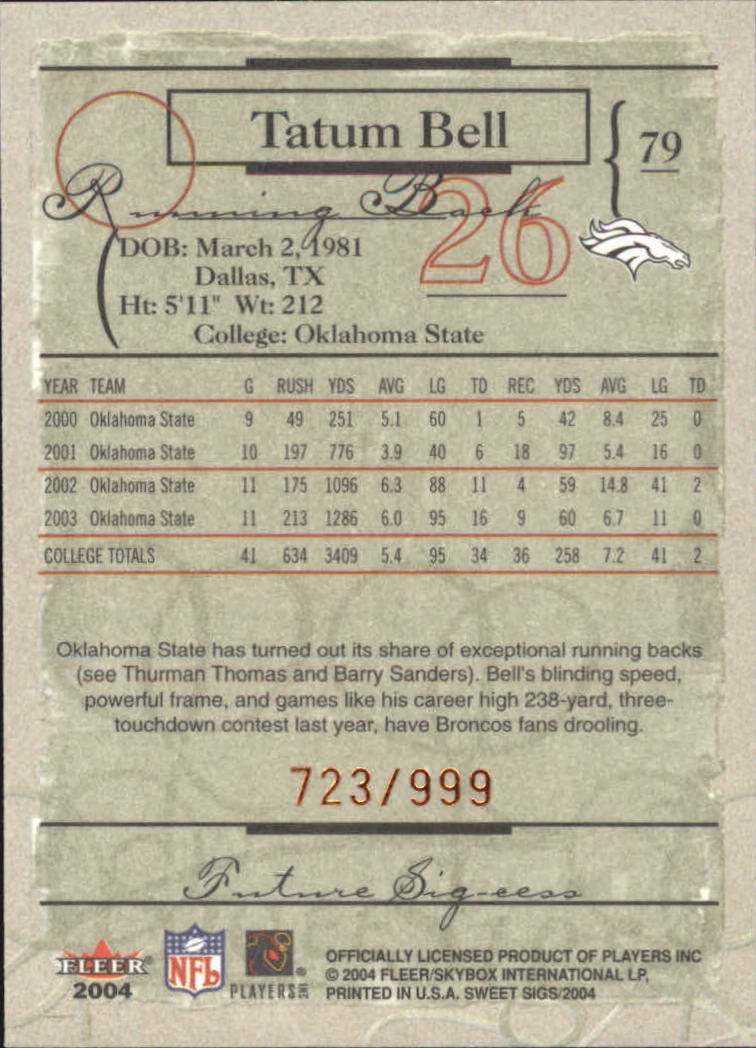 Tatum Bell
79
Running Back
26
DOB: March 2, 1981
Dallas, TX
Ht: 5'11" Wt: 212
College: Oklahoma State
YEAR TEAM G RUSH YDS AVG LG TD REC YDS AVG LG TD
2000 Oklahoma State 9 49 251 5.1 60 1 5 42 8.4 25 0
2001 Oklahoma State 10 197 776 3.9 40 6 18 97 5.4 16 0
2002 Oklahoma State 11 175 1096 6.3 88 11 4 59 14.8 41 2
2003 Oklahoma State 11 213 1286 6.0 95 16 9 60 6.7 11 0
COLLEGE TOTALS 41 634 3409 5.4 95 34 36 258 7.2 41 2
Oklahoma State has turned out its share of exceptional running backs
(see Thurman Thomas and Barry Sanders). Bell's blinding speed,
powerful frame, and games like his career high 238-yard, three-
touchdown contest last year, have Broncos fans drooling.
723/999
Future Sig-cess
FLEER®
2004
NFL
PLAYERS INC
OFFICIALLY LICENSED PRODUCT OF PLAYERS INC
© 2004 FLEER/SKYBOX INTERNATIONAL LP,
PRINTED IN U.S.A. SWEET SIGS/2004